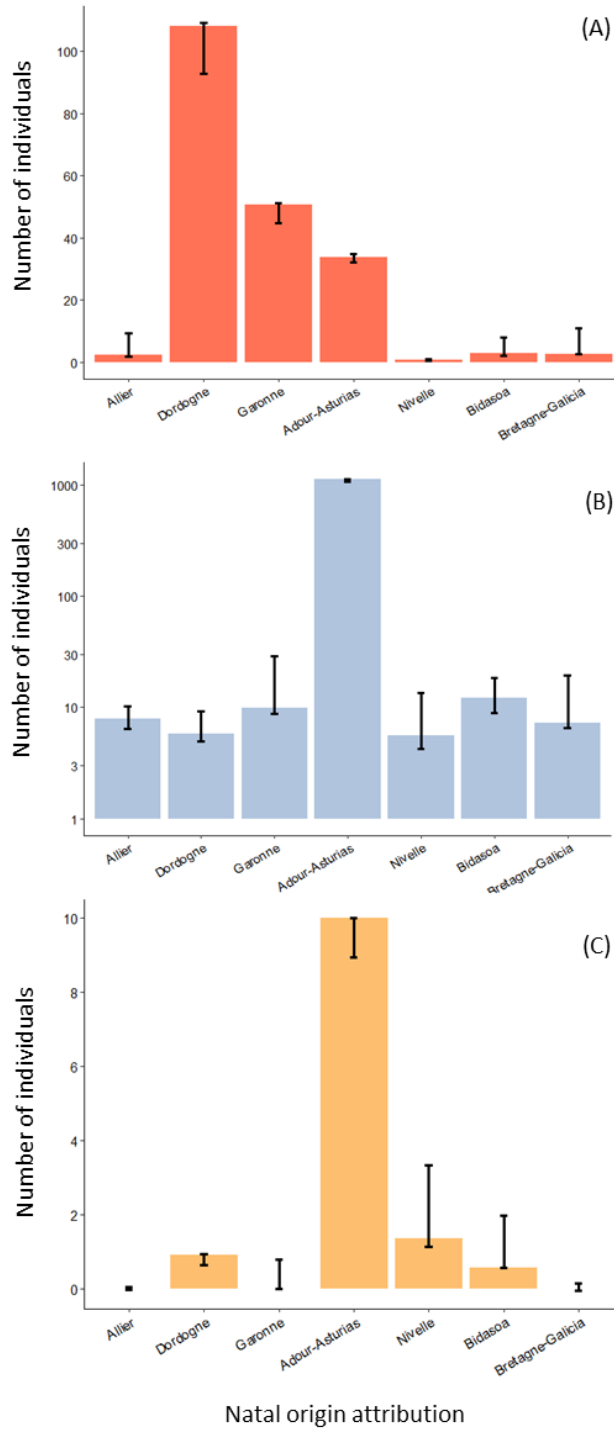 (A)
Number of individuals
100
80
60
40
20
0
Allier
Dordogne
Garonne
Adour-Asturias
Nivelle
Bidasoa
Bretagne-Galicia
(B)
Number of individuals
1000
300
100
30
10
3
1
Allier
Dordogne
Garonne
Adour-Asturias
Nivelle
Bidasoa
Bretagne-Galicia
(C)
Number of individuals
10
8
6
4
2
0
Allier
Dordogne
Garonne
Adour-Asturias
Nivelle
Bidasoa
Bretagne-Galicia
Natal origin attribution